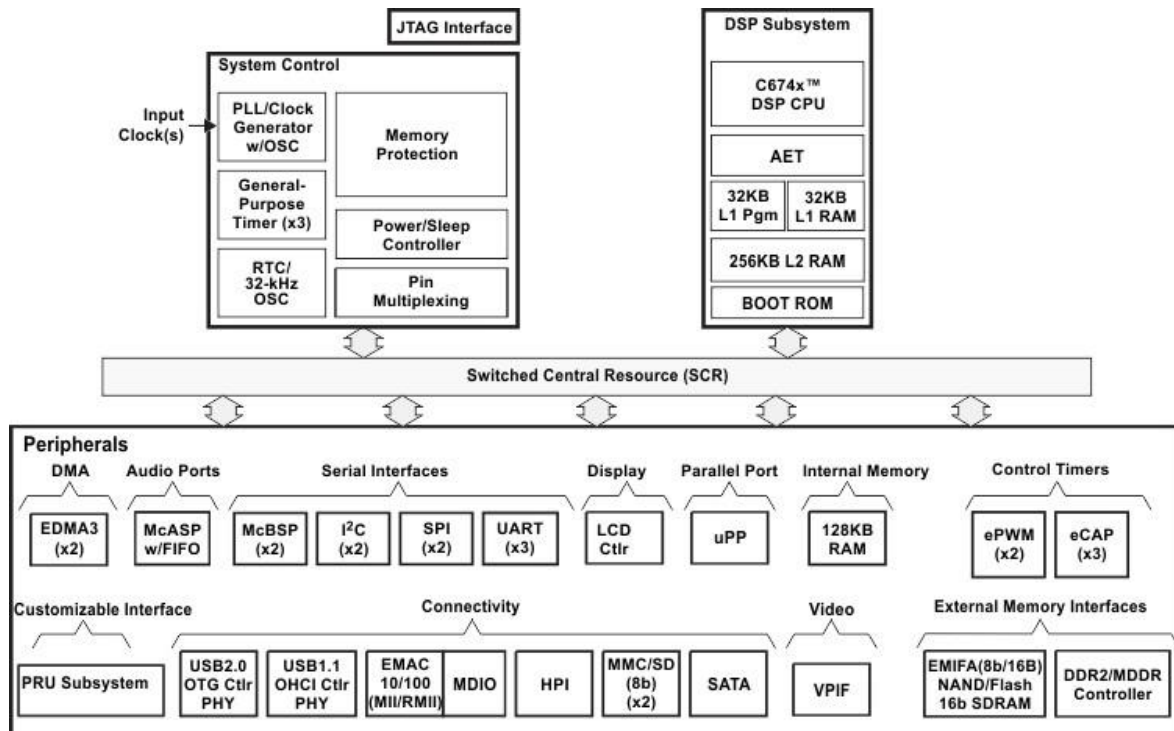 JTAG Interface
System Control
Input
Clock(s)
PLL/Clock
Generator
w/OSC
General-
Purpose
Timer (x3)
RTC/
32-kHz
OSC
Memory
Protection
Power/Sleep
Controller
Pin
Multiplexing
DSP Subsystem
C674x™
DSP CPU
AET
32KB
L1 Pgm
32KB
L1 RAM
256KB L2 RAM
BOOT ROM
Switched Central Resource (SCR)
Peripherals
DMA
EDMA3
(x2)
Audio Ports
McASP
w/FIFO
Serial Interfaces
McBSP
(x2)
I²C
(x2)
SPI
(x2)
UART
(x3)
Display
LCD
Ctlr
Parallel Port
uPP
Internal Memory
128KB
RAM
Control Timers
ePWM
(x2)
eCAP
(x3)
Customizable Interface
PRU Subsystem
Connectivity
USB2.0
OTG Ctlr
PHY
USB1.1
OHCI Ctlr
PHY
EMAC
10/100
(MII/RMII)
MDIO
HPI
MMC/SD
(8b)
(x2)
SATA
Video
VPIF
External Memory Interfaces
EMIFA(8b/16B)
NAND/Flash
16b SDRAM
DDR2/MDDR
Controller